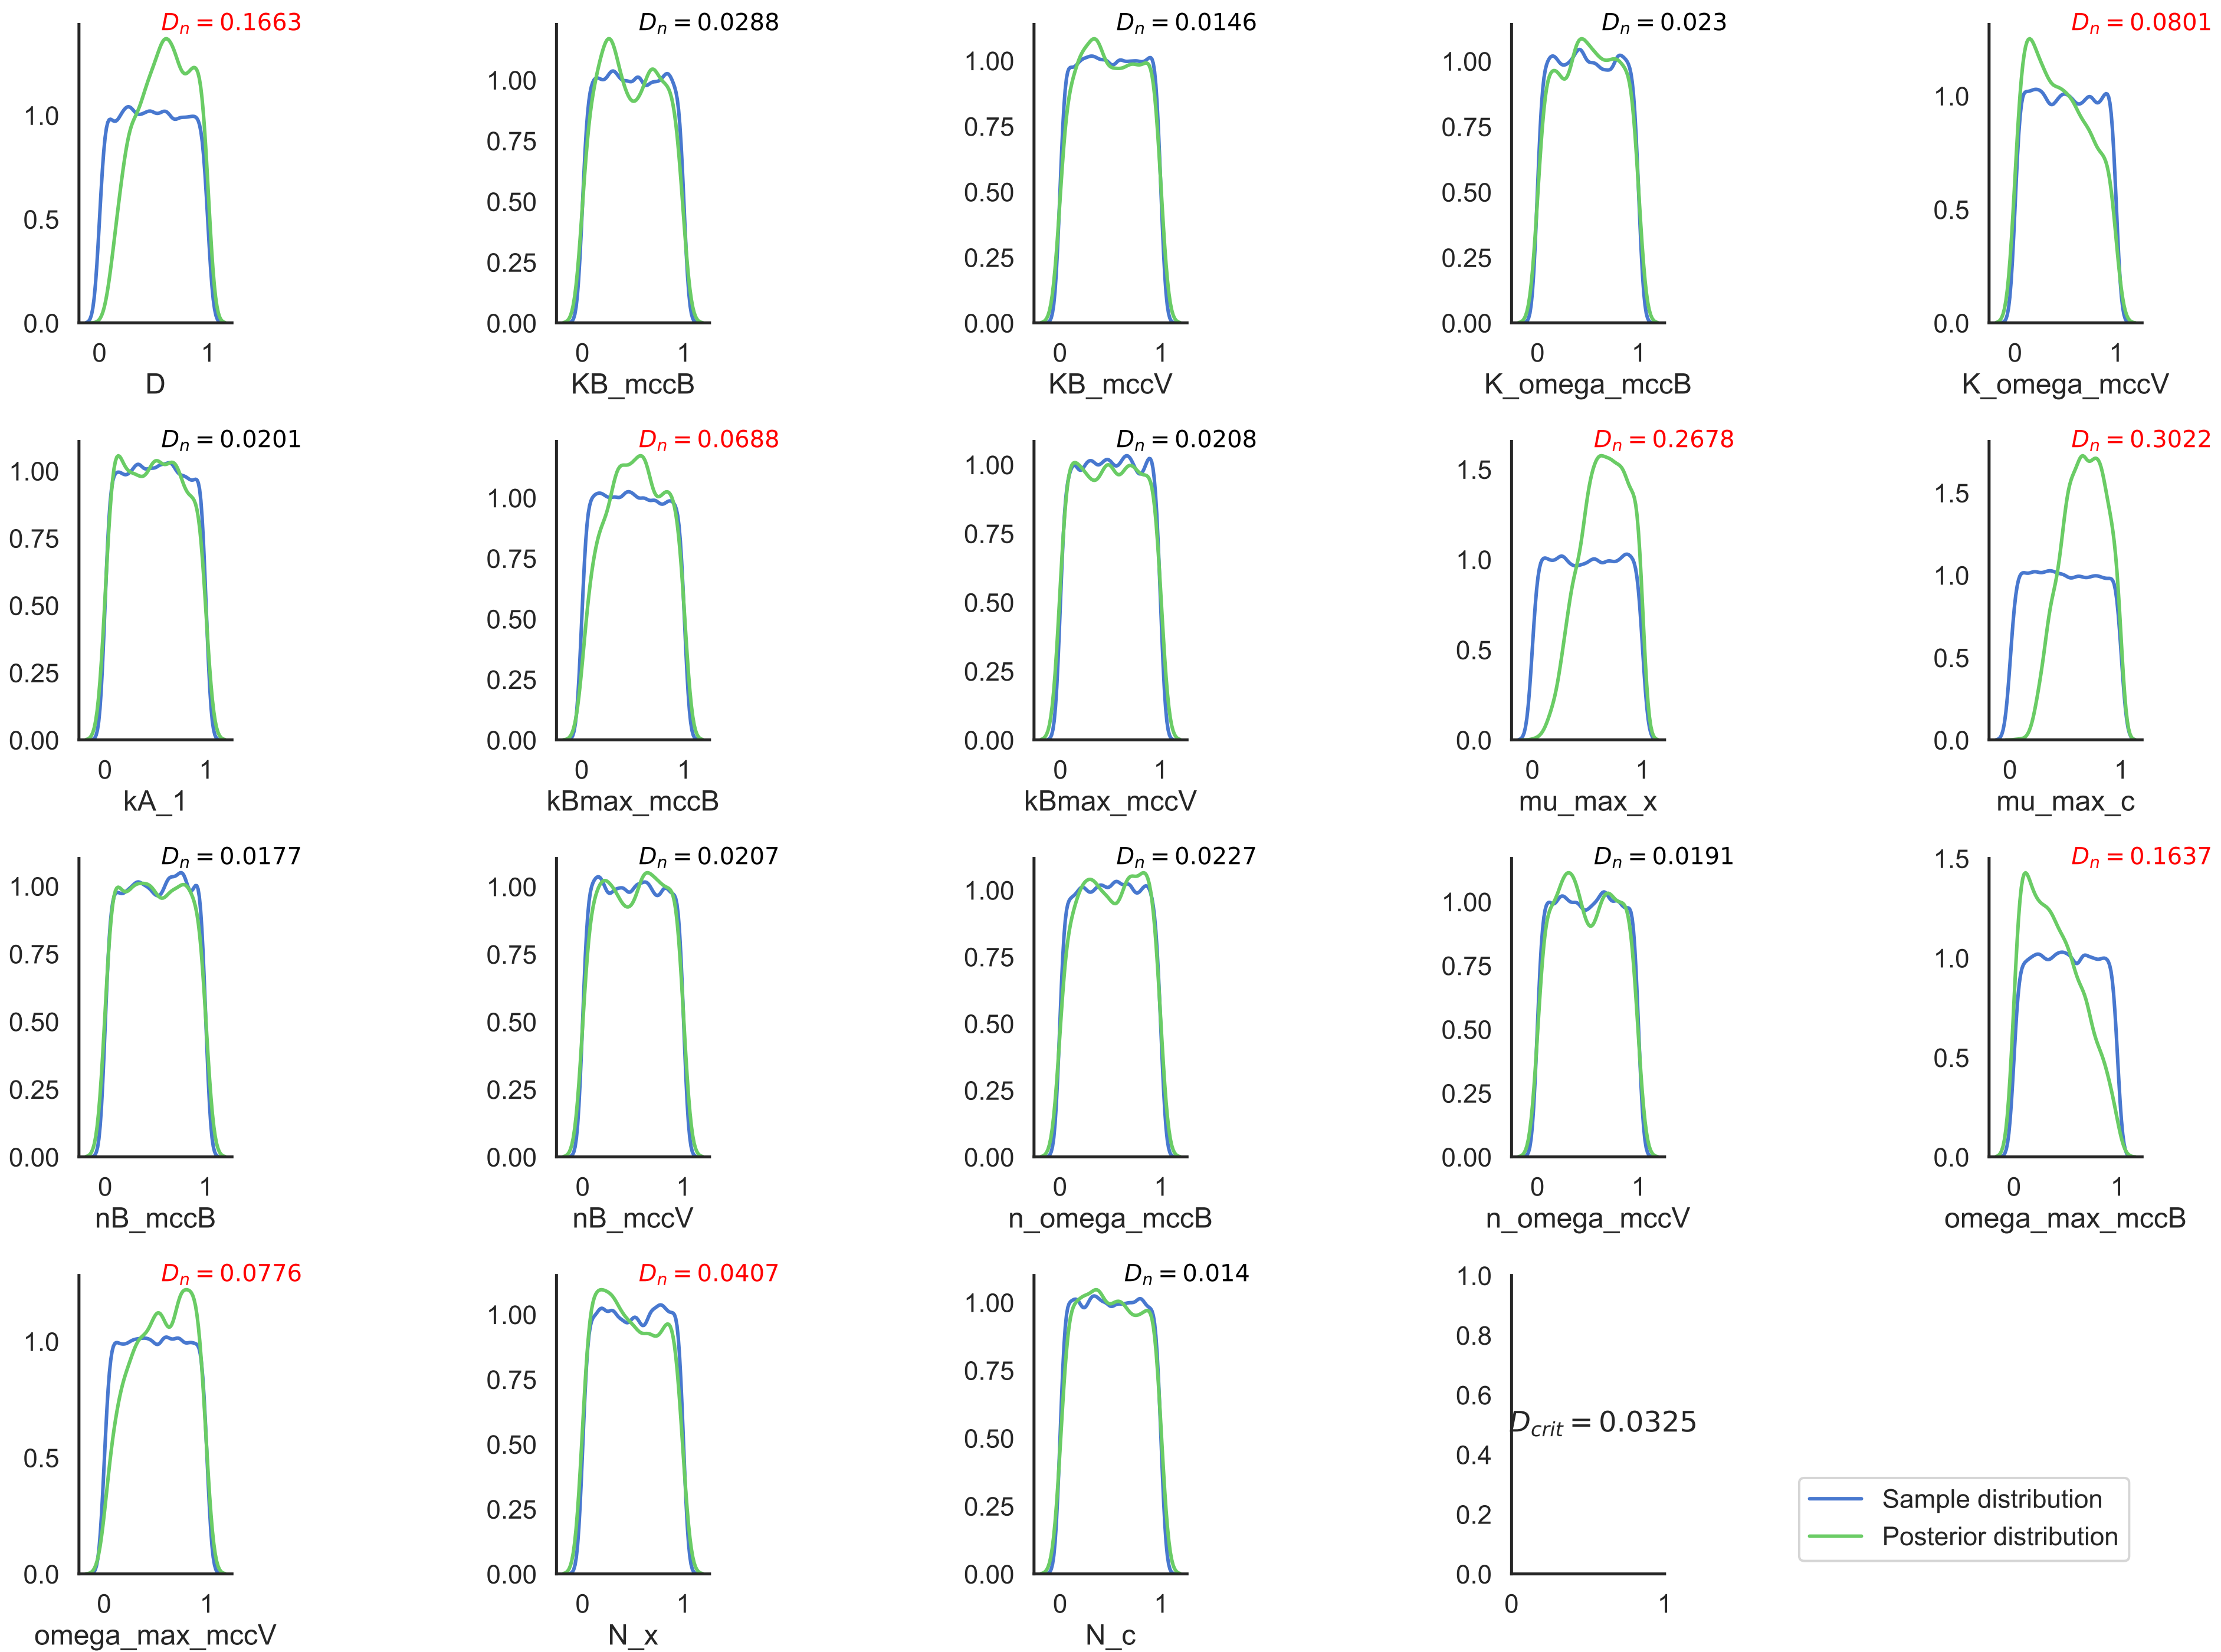 D_n = 0.1663
D_n = 0.0288
D_n = 0.0146
D_n = 0.023
D_n = 0.0801
1.0
0.5
0.0
0 1
D
1.00
0.75
0.50
0.25
0.00
0 1
KB_mccB
1.00
0.75
0.50
0.25
0.00
0 1
KB_mccV
1.00
0.75
0.50
0.25
0.00
0 1
K_omega_mccB
1.0
0.5
0.0
0 1
K_omega_mccV
D_n = 0.0201
D_n = 0.0688
D_n = 0.0208
D_n = 0.2678
D_n = 0.3022
1.00
0.75
0.50
0.25
0.00
0 1
kA_1
1.00
0.75
0.50
0.25
0.00
0 1
kBmax_mccB
1.00
0.75
0.50
0.25
0.00
0 1
kBmax_mccV
1.5
1.0
0.5
0.0
0 1
mu_max_x
1.5
1.0
0.5
0.0
0 1
mu_max_c
D_n = 0.0177
D_n = 0.0207
D_n = 0.0227
D_n = 0.0191
D_n = 0.1637
1.00
0.75
0.50
0.25
0.00
0 1
nB_mccB
1.00
0.75
0.50
0.25
0.00
0 1
nB_mccV
1.00
0.75
0.50
0.25
0.00
0 1
n_omega_mccB
1.00
0.75
0.50
0.25
0.00
0 1
n_omega_mccV
1.5
1.0
0.5
0.0
0 1
omega_max_mccB
D_n = 0.0776
D_n = 0.0407
D_n = 0.014
1.0
0.5
0.0
0 1
omega_max_mccV
1.00
0.75
0.50
0.25
0.00
0 1
N_x
1.00
0.75
0.50
0.25
0.00
0 1
N_c
1.0
0.8
0.6
0.4
0.2
0.0
0 1
D_crit = 0.0325
Sample distribution
Posterior distribution